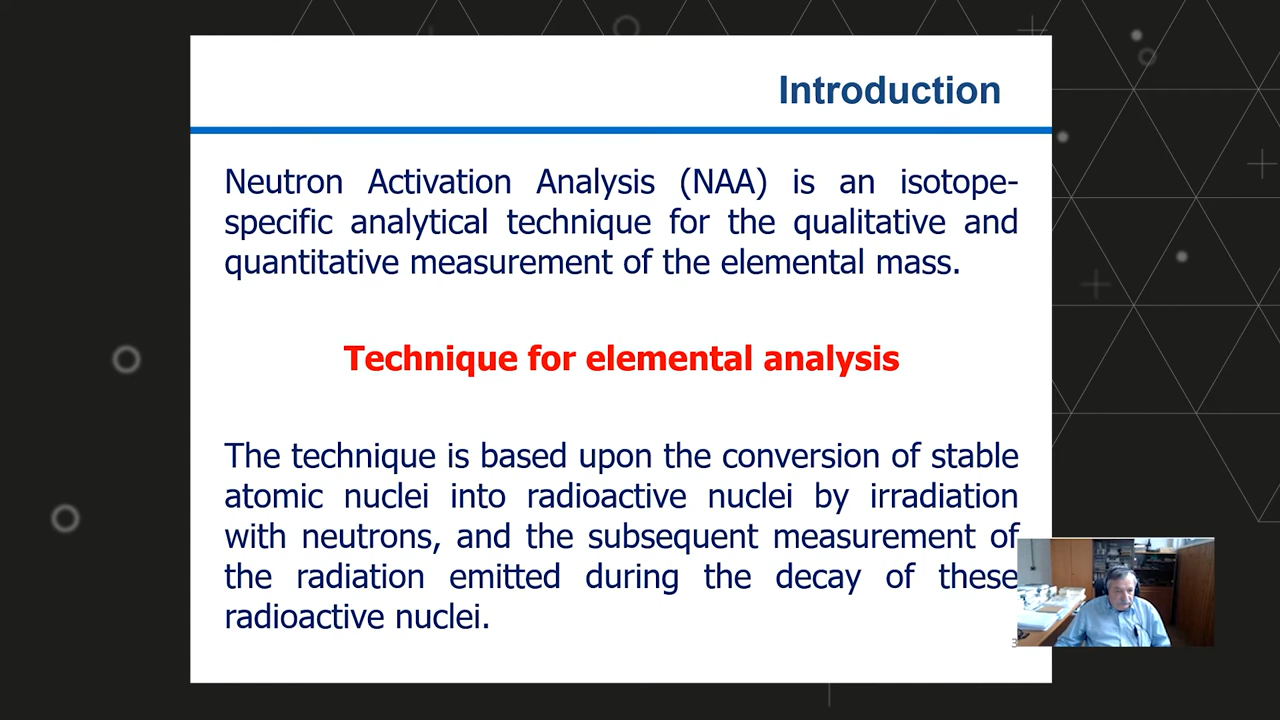 Introduction
Neutron Activation Analysis (NAA) is an isotope-
specific analytical technique for the qualitative and
quantitative measurement of the elemental mass.
Technique for elemental analysis
The technique is based upon the conversion of stable
atomic nuclei into radioactive nuclei by irradiation
with neutrons, and the subsequent measurement of
the radiation emitted during the decay of these
radioactive nuclei.
3